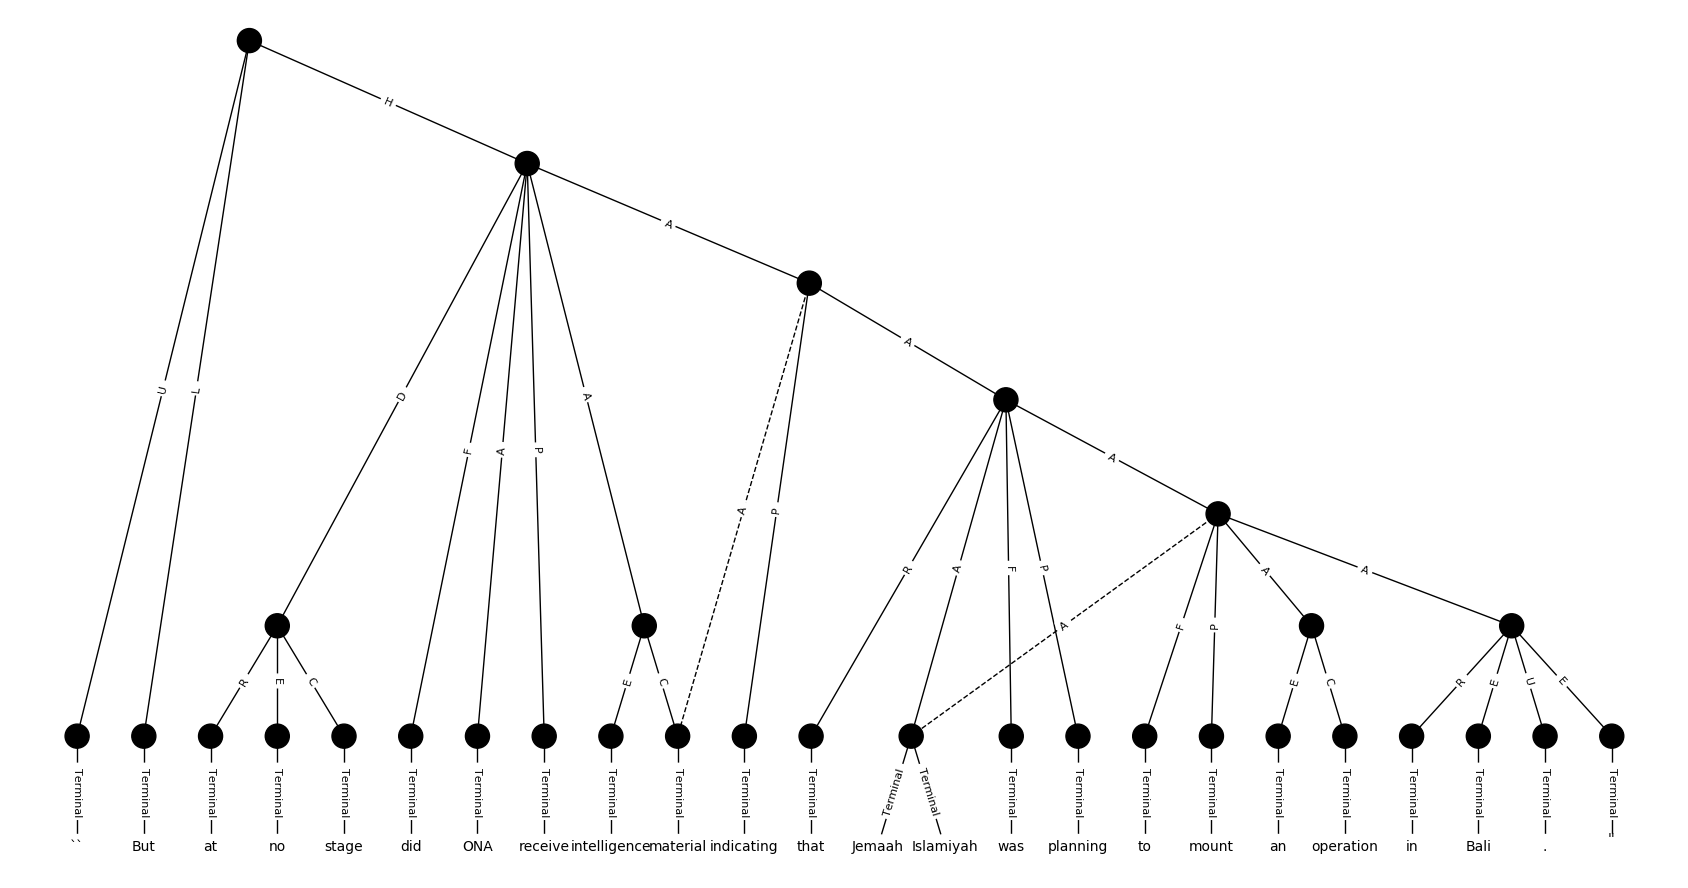 H
A
A
U
L
D
F
A
P
A
A
P
A
R
A
F
P
A
A
F
P
A
A
R
E
C
E
C
E
C
R
E
U
E
Terminal Terminal Terminal Terminal Terminal Terminal Terminal Terminal Terminal Terminal Terminal Terminal Terminal Terminal Terminal Terminal Terminal Terminal Terminal Terminal Terminal Terminal Terminal Terminal
`` But at no stage did ONA receive intelligence material indicating that Jemaah Islamiyah was planning to mount an operation in Bali . "